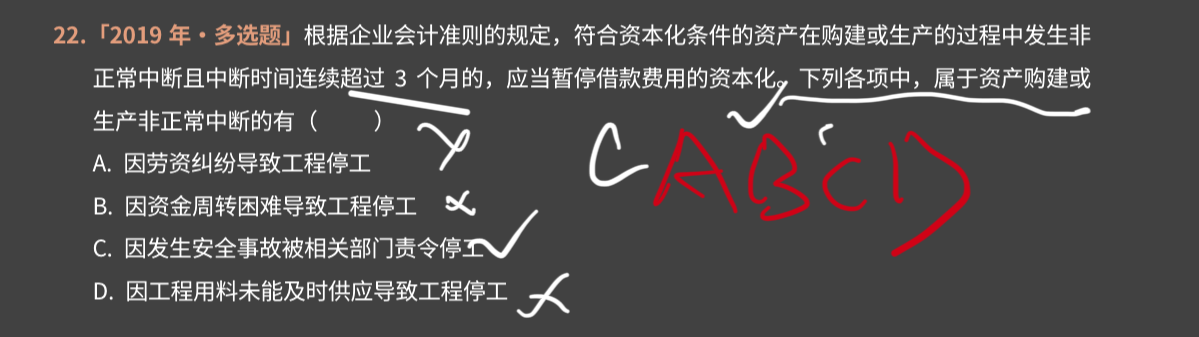 22.「2019 年·多选题」根据企业会计准则的规定，符合资本化条件的资产在购建或生产的过程中发生非
正常中断且中断时间连续超过 3 个月的，应当暂停借款费用的资本化。下列各项中，属于资产购建或
生产非正常中断的有（　　）
A. 因劳资纠纷导致工程停工
C ABCD
B. 因资金周转困难导致工程停工
C. 因发生安全事故被相关部门责令停工
D. 因工程用料未能及时供应导致工程停工